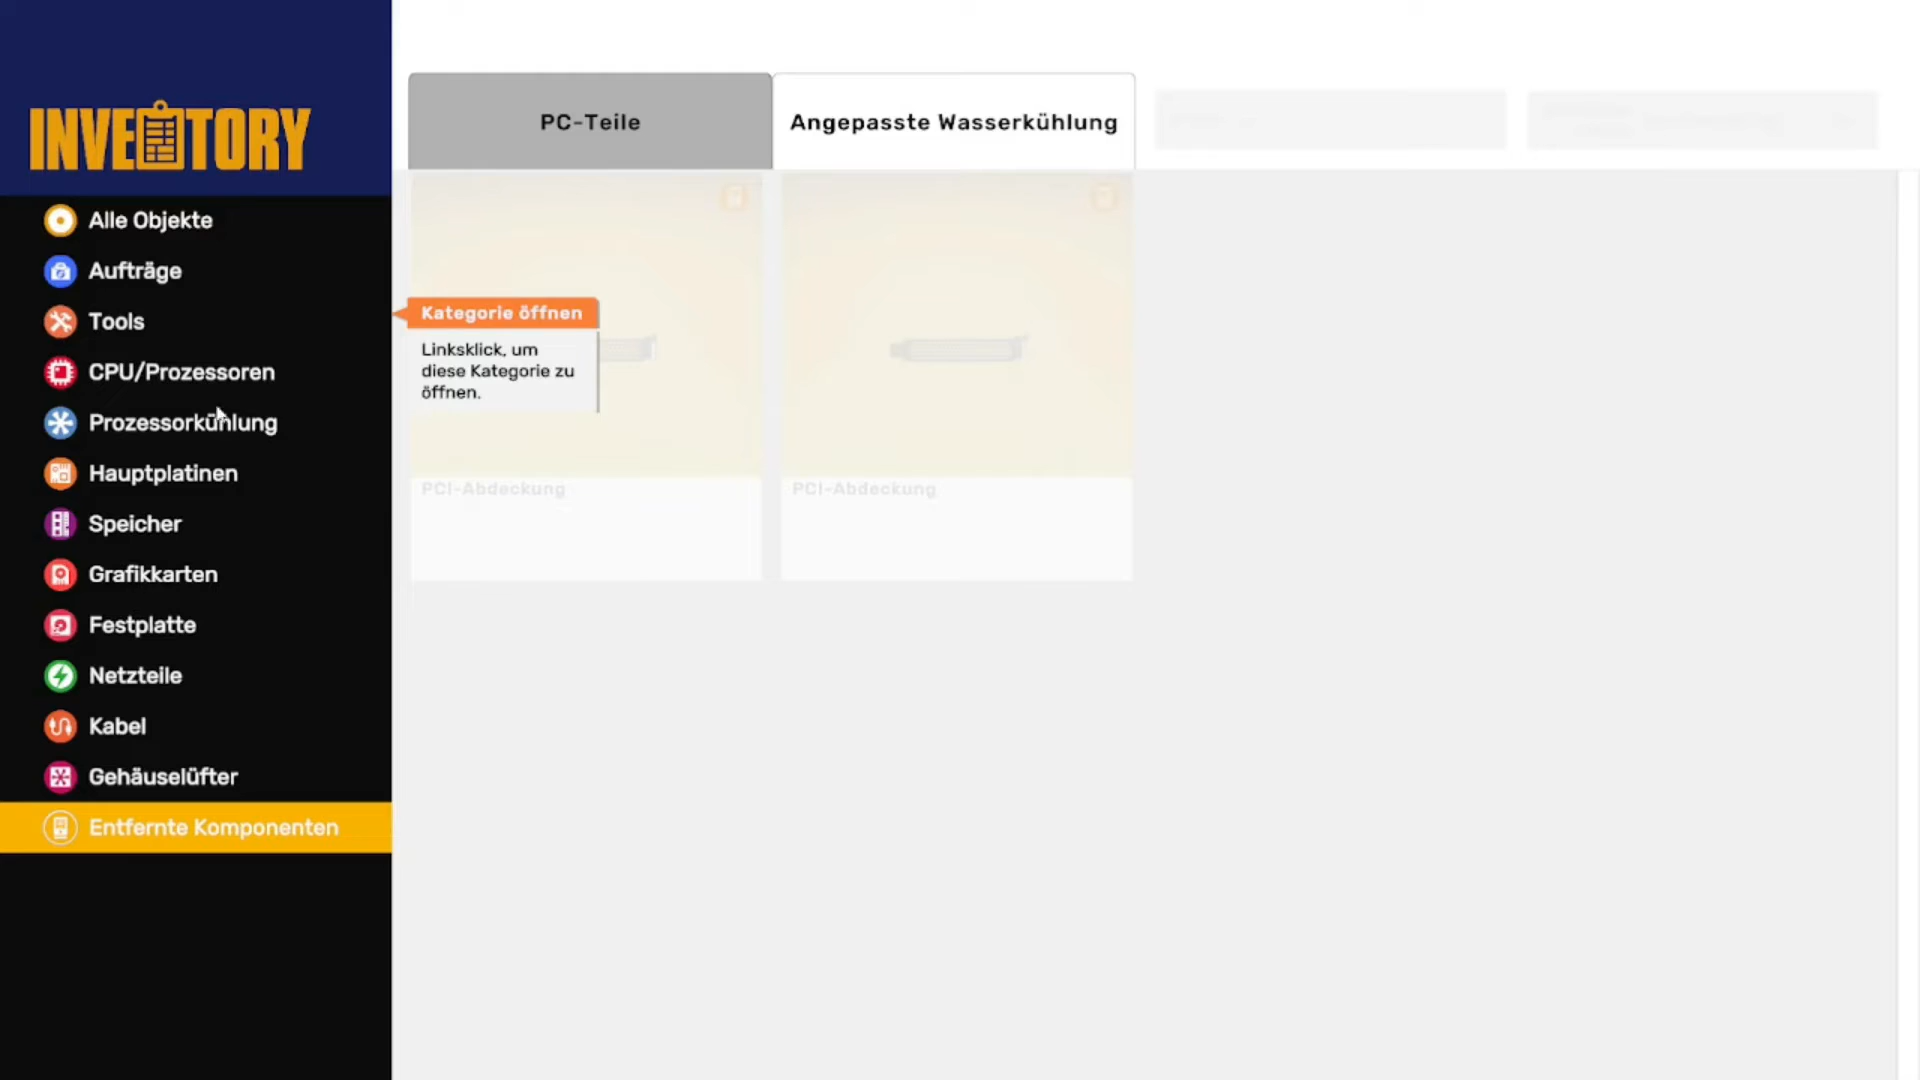 INVENTORY
Alle Objekte
Aufträge
Tools
CPU/Prozessoren
Prozessorkühlung
Hauptplatinen
Speicher
Grafikkarten
Festplatte
Netzteile
Kabel
Gehäuselüfter
Entfernte Komponenten
PC-Teile
Angepasste Wasserkühlung
Kategorie öffnen
Linksklick, um
diese Kategorie zu
öffnen.
PCI-Abdeckung
PCI-Abdeckung